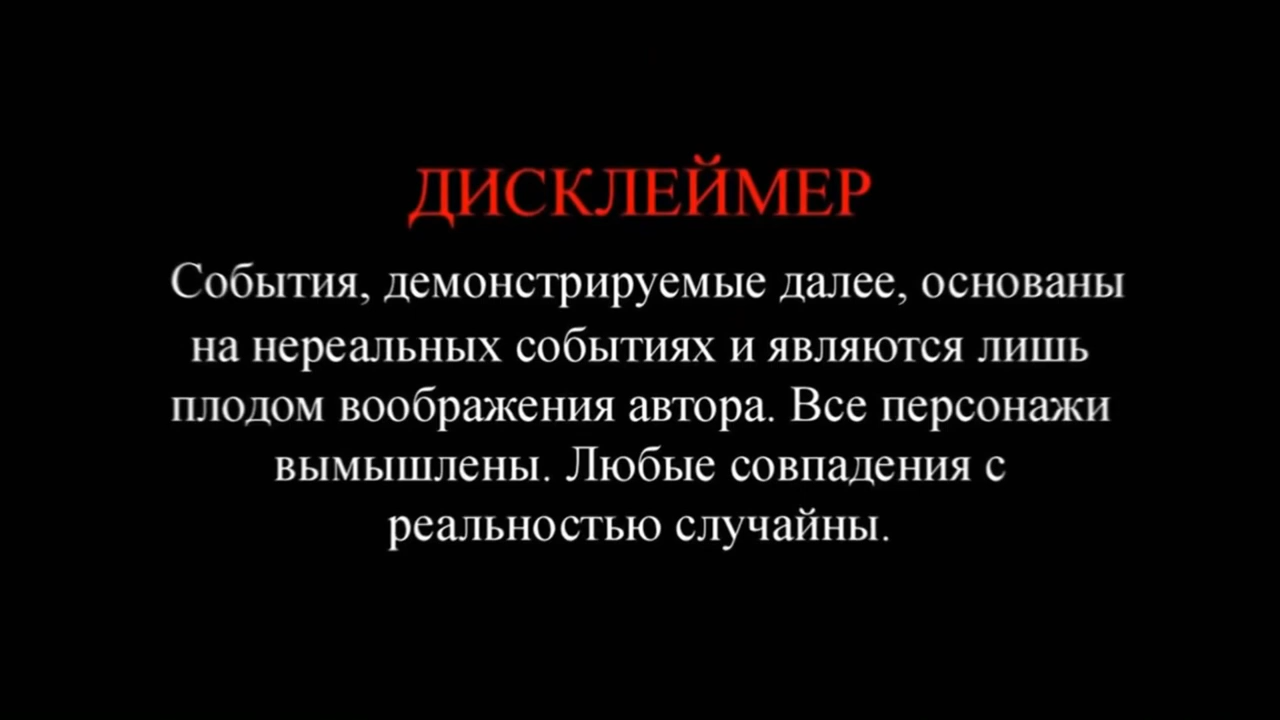 ДИСКЛЕЙМЕР
События, демонстрируемые далее, основаны
на нереальных событиях и являются лишь
плодом воображения автора. Все персонажи
вымышлены. Любые совпадения с
реальностью случайны.